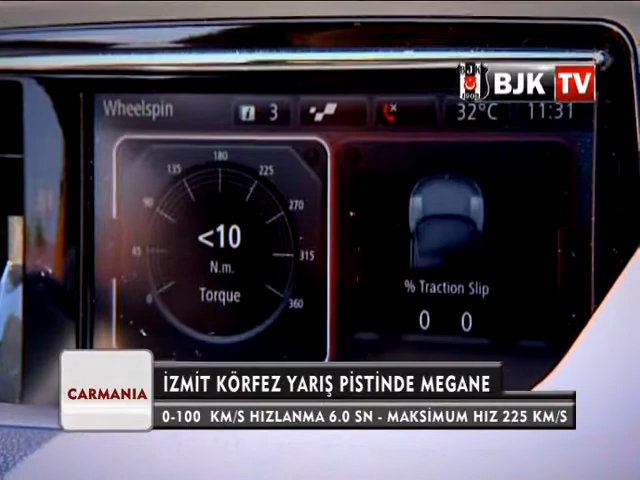 BJK TV
Wheelspin
3
32°C
11:31
180
135
225
90
270
45
315
0
360
<10
N.m.
Torque
% Traction Slip
0 0
CARMANIA
İZMİT KÖRFEZ YARIŞ PİSTİNDE MEGANE
0-100 KM/S HIZLANMA 6.0 SN - MAKSİMUM HIZ 225 KM/S